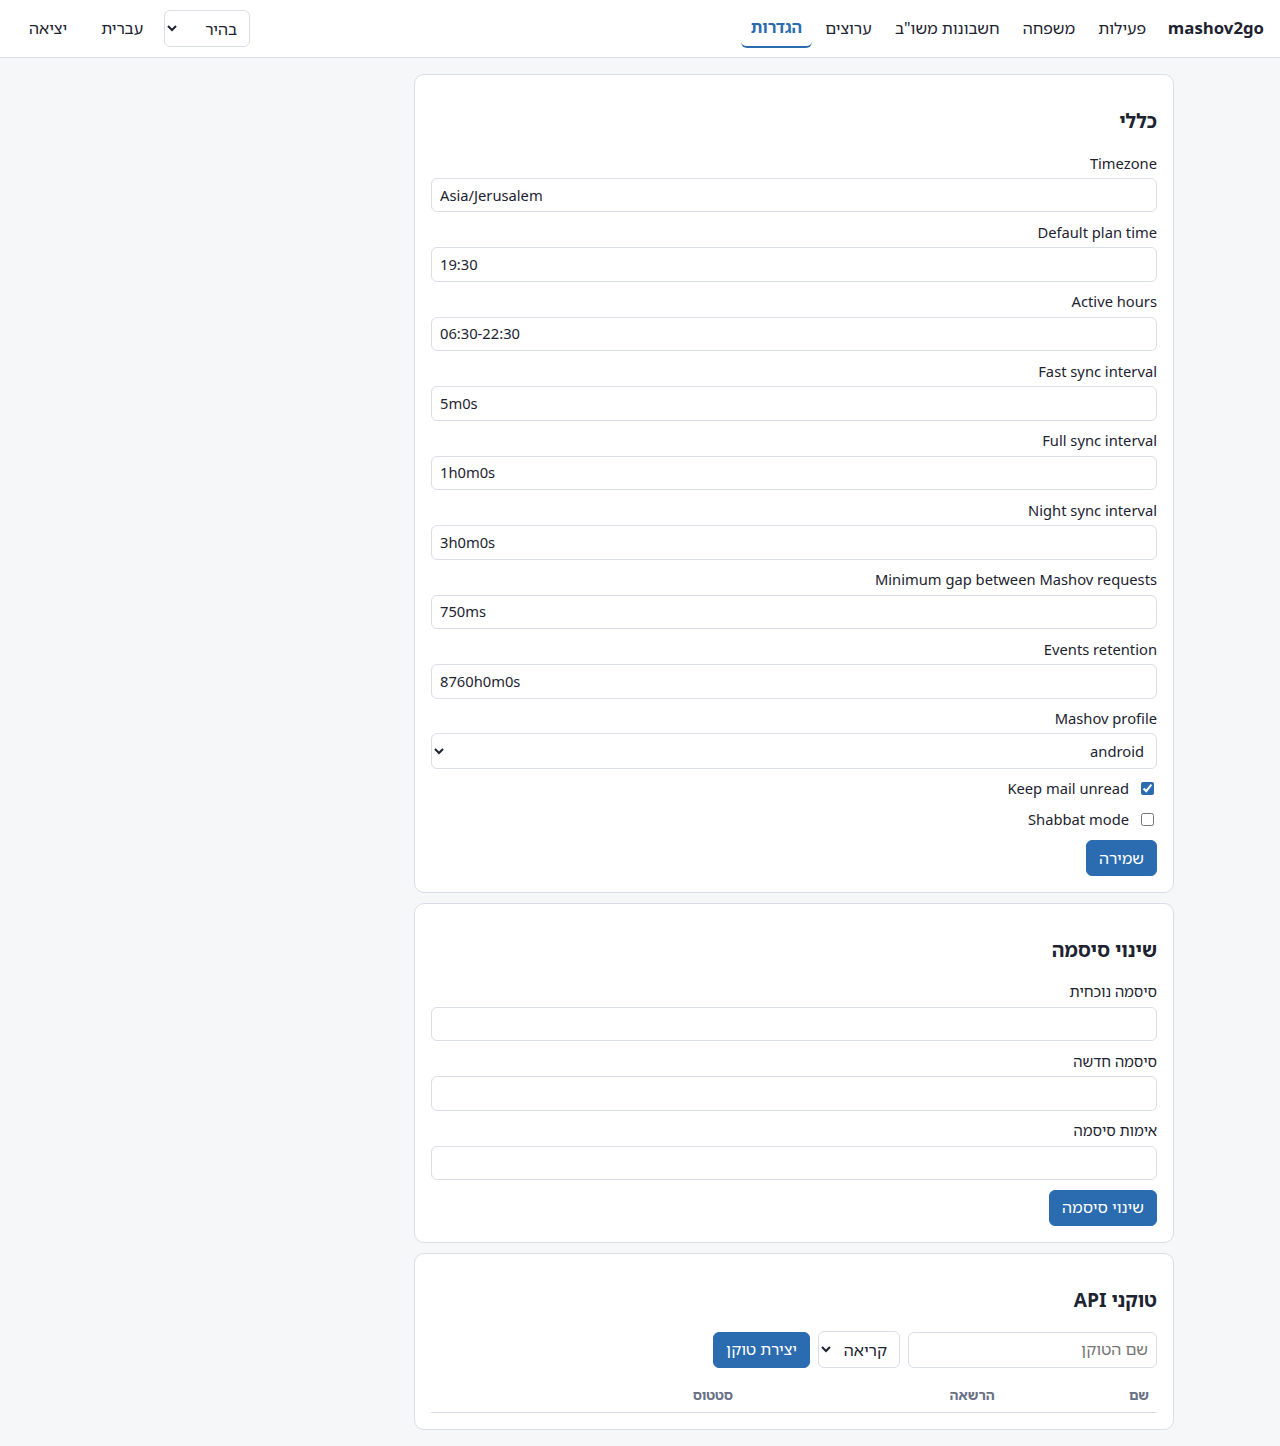 mashov2go פעילות משפחה חשבונות משו"ב ערוצים הגדרות בהיר עברית יציאה
כללי
Timezone
Asia/Jerusalem
Default plan time
19:30
Active hours
06:30-22:30
Fast sync interval
5m0s
Full sync interval
1h0m0s
Night sync interval
3h0m0s
Minimum gap between Mashov requests
750ms
Events retention
8760h0m0s
Mashov profile
android
Keep mail unread
Shabbat mode
שמירה
שינוי סיסמה
סיסמה נוכחית
סיסמה חדשה
אימות סיסמה
שינוי סיסמה
טוקני API
שם הטוקן קריאה יצירת טוקן
שם הרשאה סטטוס